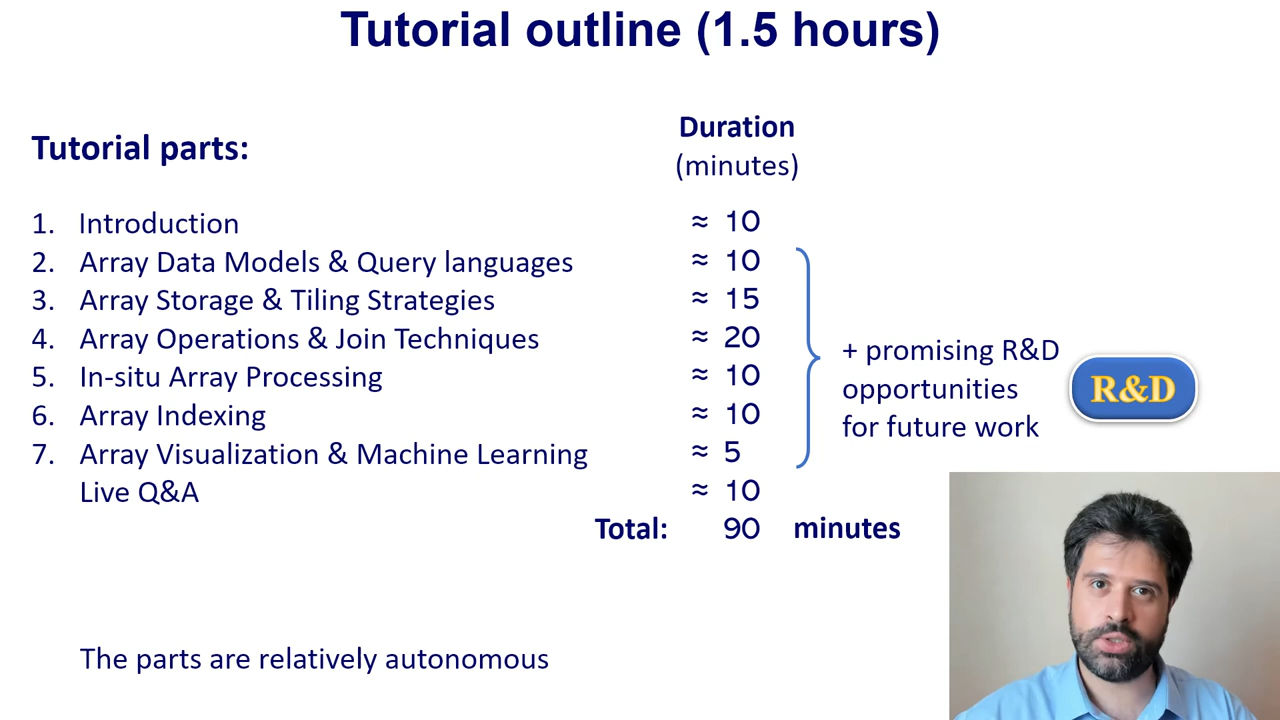 Tutorial outline (1.5 hours)
Tutorial parts:
Duration
(minutes)
1. Introduction ≈ 10
2. Array Data Models & Query languages ≈ 10
3. Array Storage & Tiling Strategies ≈ 15
4. Array Operations & Join Techniques ≈ 20
5. In-situ Array Processing ≈ 10
6. Array Indexing ≈ 10
7. Array Visualization & Machine Learning ≈ 5
Live Q&A ≈ 10
Total: 90 minutes
+ promising R&D
opportunities
for future work
R&D
The parts are relatively autonomous